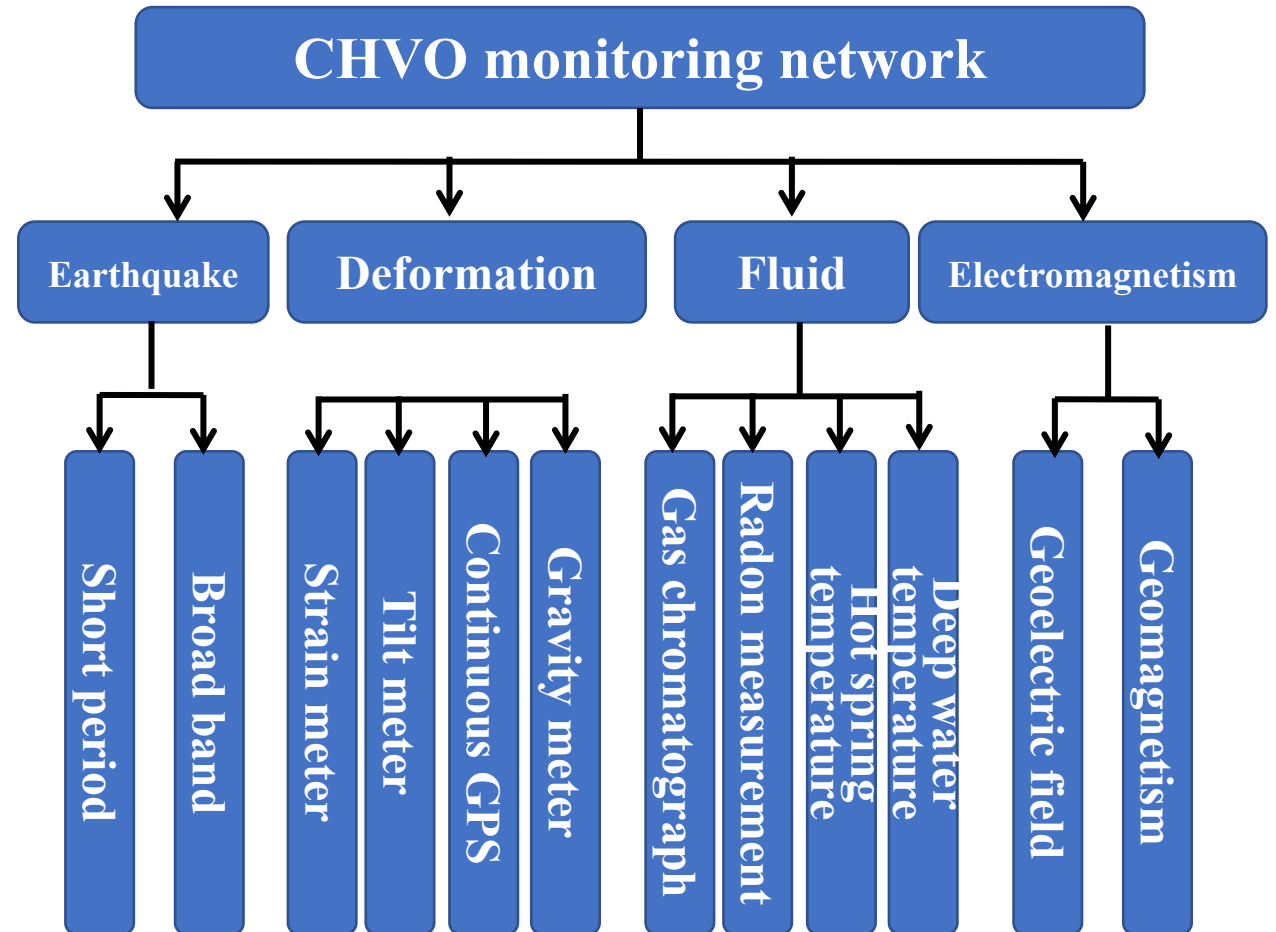 CHVO monitoring network
Earthquake
Deformation
Fluid
Electromagnetism
Short period
Broad band
Strain meter
Tilt meter
Continuous GPS
Gravity meter
Gas chromatograph
Radon measurement
Hot spring
temperature
Deep water
temperature
Geoelectric field
Geomagnetism